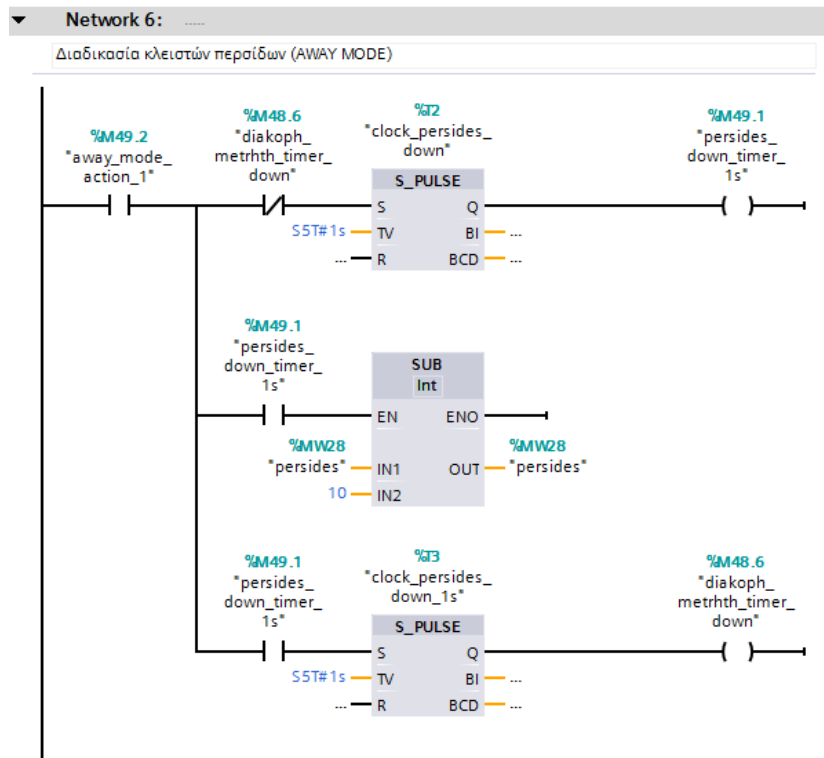 Network 6: .....
Διαδικασία κλειστών περσίδων (AWAY MODE)
%M49.2
"away_mode_
action_1"
%M48.6
"diakoph_
metrhth_timer_
down"
%T2
"clock_persides_
down"
S_PULSE
S Q
S5T#1s TV BI ...
... R BCD ...
%M49.1
"persides_
down_timer_
1s"
%M49.1
"persides_
down_timer_
1s"
SUB
Int
EN ENO
%MW28
"persides" IN1
10 IN2
OUT
%MW28
"persides"
%M49.1
"persides_
down_timer_
1s"
%T3
"clock_persides_
down_1s"
S_PULSE
S Q
S5T#1s TV BI ...
... R BCD ...
%M48.6
"diakoph_
metrhth_timer_
down"